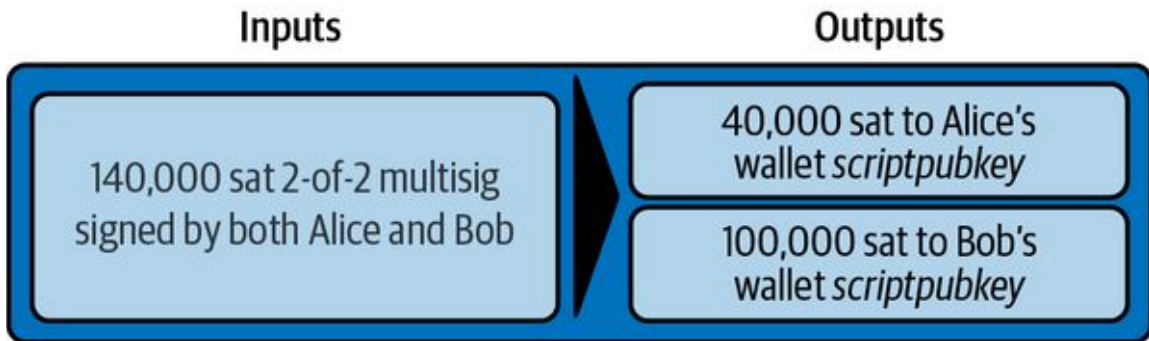 Inputs
Outputs
140,000 sat 2-of-2 multisig
signed by both Alice and Bob
40,000 sat to Alice’s
wallet scriptpubkey
100,000 sat to Bob’s
wallet scriptpubkey